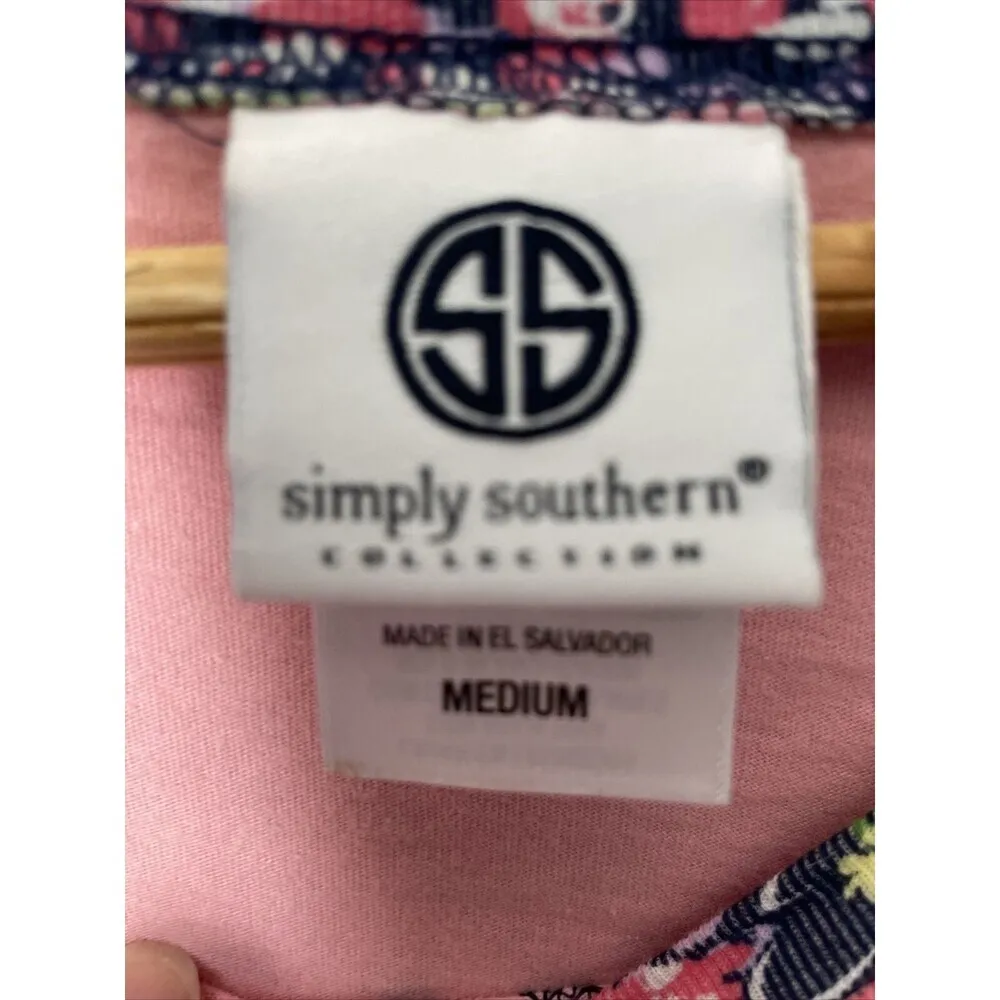 SS
simply southern®
COLLECTION
MADE IN EL SALVADOR
MEDIUM